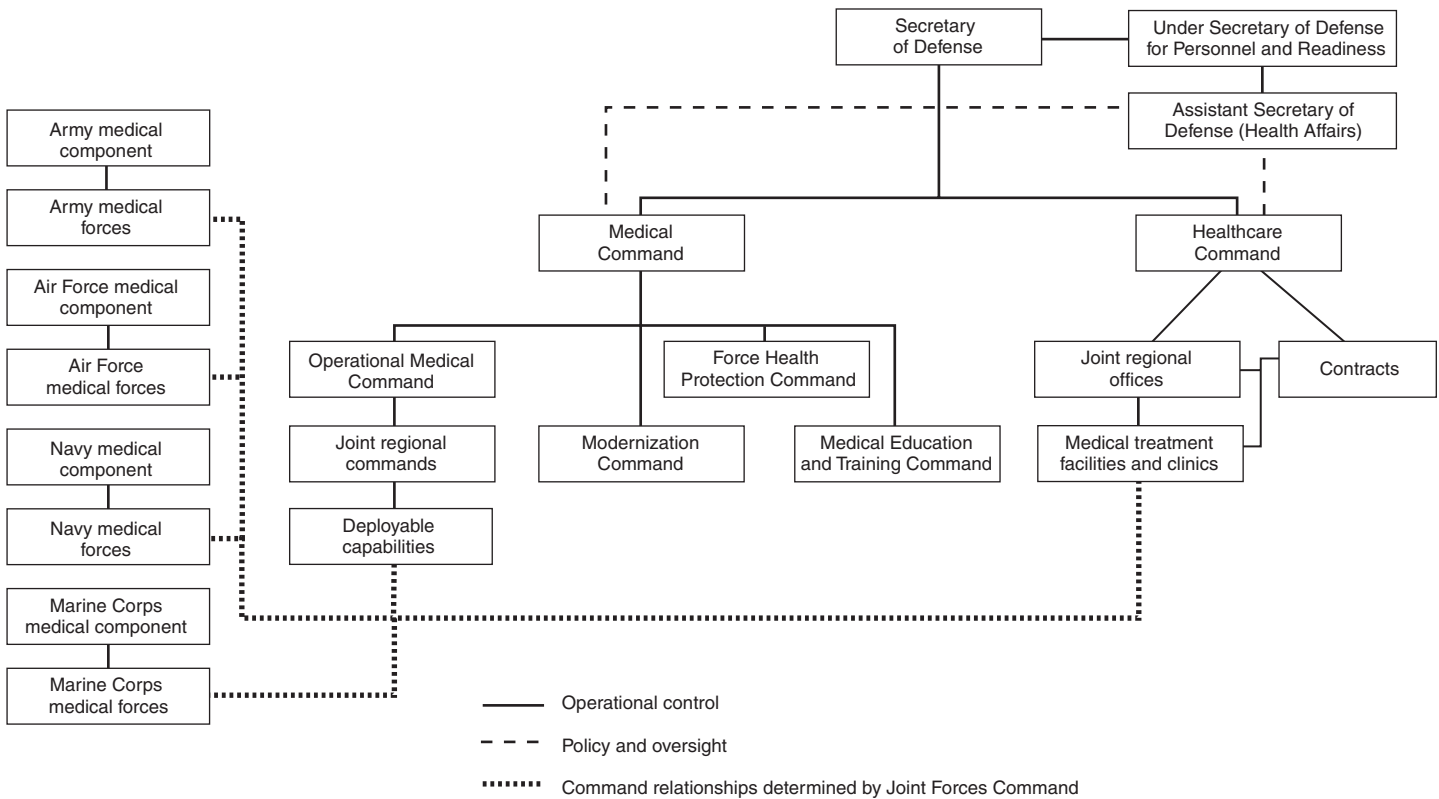 Secretary
of Defense
Under Secretary of Defense
for Personnel and Readiness
Assistant Secretary of
Defense (Health Affairs)
Army medical
component
Army medical
forces
Air Force medical
component
Air Force
medical forces
Navy medical
component
Navy medical
forces
Marine Corps
medical component
Marine Corps
medical forces
Medical
Command
Healthcare
Command
Operational Medical
Command
Force Health
Protection Command
Joint regional
offices
Contracts
Joint regional
commands
Modernization
Command
Medical Education
and Training Command
Medical treatment
facilities and clinics
Deployable
capabilities
Operational control
Policy and oversight
Command relationships determined by Joint Forces Command